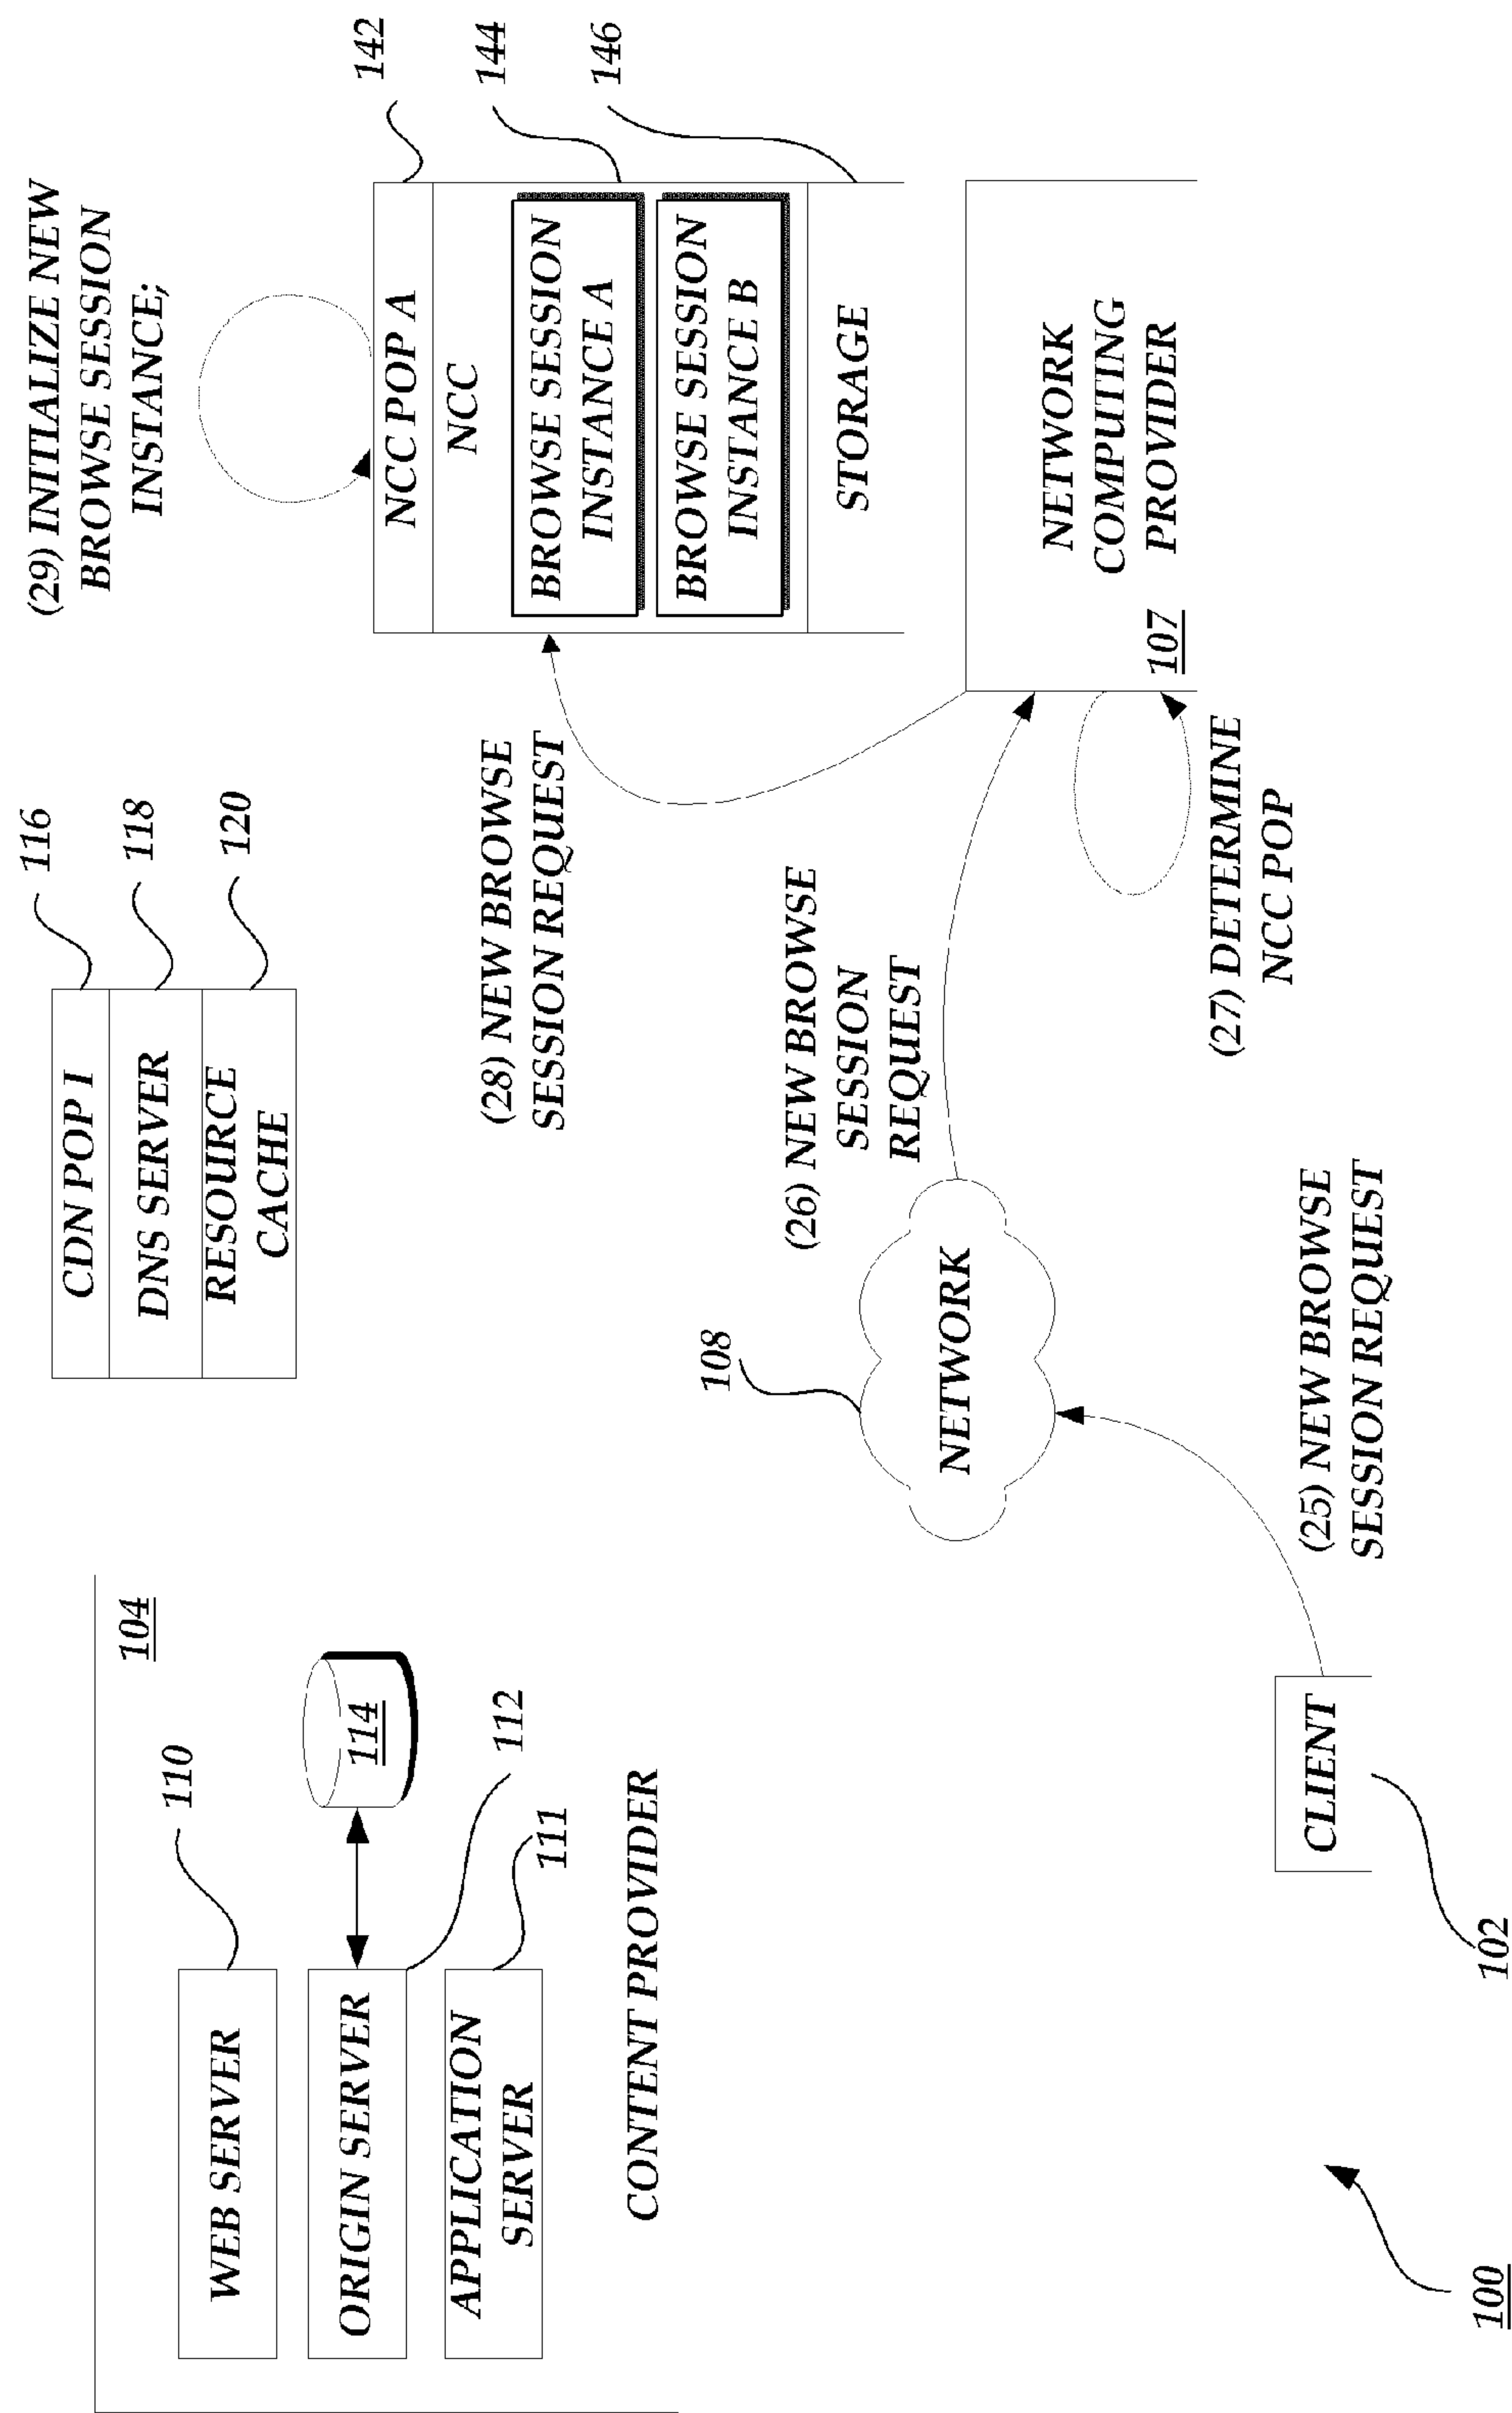 104
110
WEB SERVER
ORIGIN SERVER
114
112
APPLICATION
SERVER
111
CONTENT PROVIDER
116
CDN POP I
118
DNS SERVER
120
RESOURCE
CACHE
(29) INITIALIZE NEW
BROWSE SESSION
INSTANCE;
142
NCC POP A
NCC
144
BROWSE SESSION
INSTANCE A
BROWSE SESSION
INSTANCE B
146
STORAGE
(28) NEW BROWSE
SESSION REQUEST
108
NETWORK
(26) NEW BROWSE
SESSION
REQUEST
NETWORK
COMPUTING
PROVIDER
107
(27) DETERMINE
NCC POP
CLIENT
102
(25) NEW BROWSE
SESSION REQUEST
100